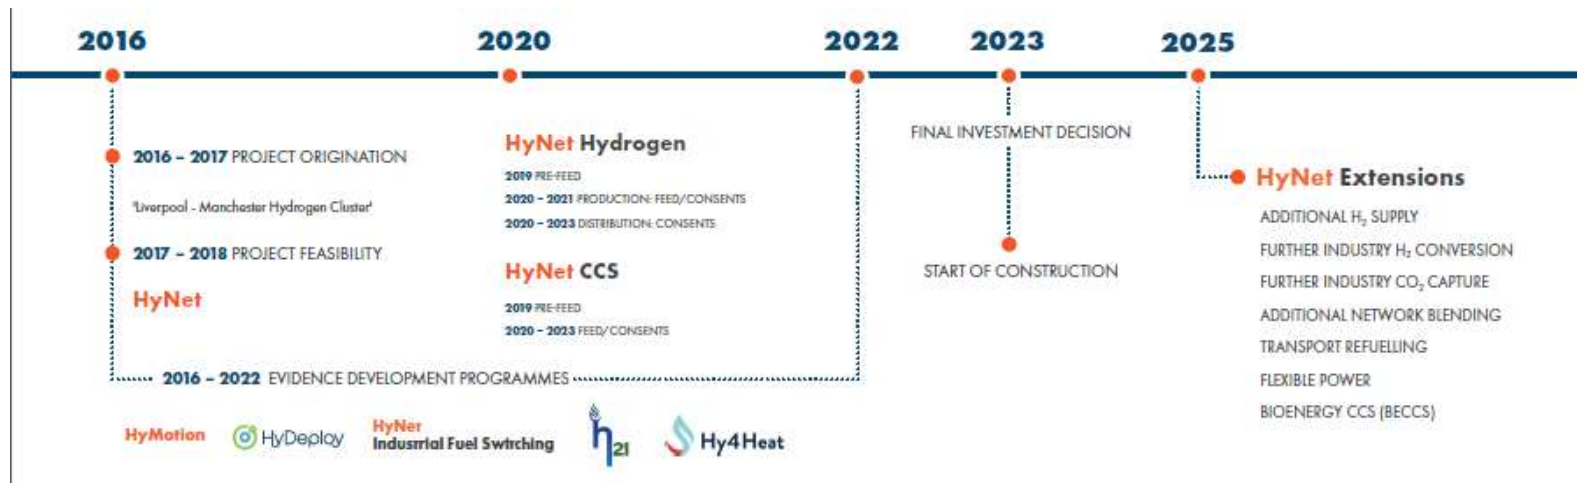 2016
2020
2022
2023
2025
2016 – 2017 PROJECT ORIGINATION
'Liverpool - Manchester Hydrogen Cluster'
2017 – 2018 PROJECT FEASIBILITY
HyNet
HyNet Hydrogen
2019 PRE-FEED
2020 – 2021 PRODUCTION: FEED/CONSENTS
2020 – 2023 DISTRIBUTION: CONSENTS
HyNet CCS
2019 PRE-FEED
2020 – 2023 FEED/CONSENTS
2016 – 2022 EVIDENCE DEVELOPMENT PROGRAMMES
HyMotion
HyDeploy
HyNet
Industrial Fuel Switching
h21
Hy4Heat
FINAL INVESTMENT DECISION
START OF CONSTRUCTION
HyNet Extensions
ADDITIONAL H₂ SUPPLY
FURTHER INDUSTRY H₂ CONVERSION
FURTHER INDUSTRY CO₂ CAPTURE
ADDITIONAL NETWORK BLENDING
TRANSPORT REFUELLING
FLEXIBLE POWER
BIOENERGY CCS (BECCS)